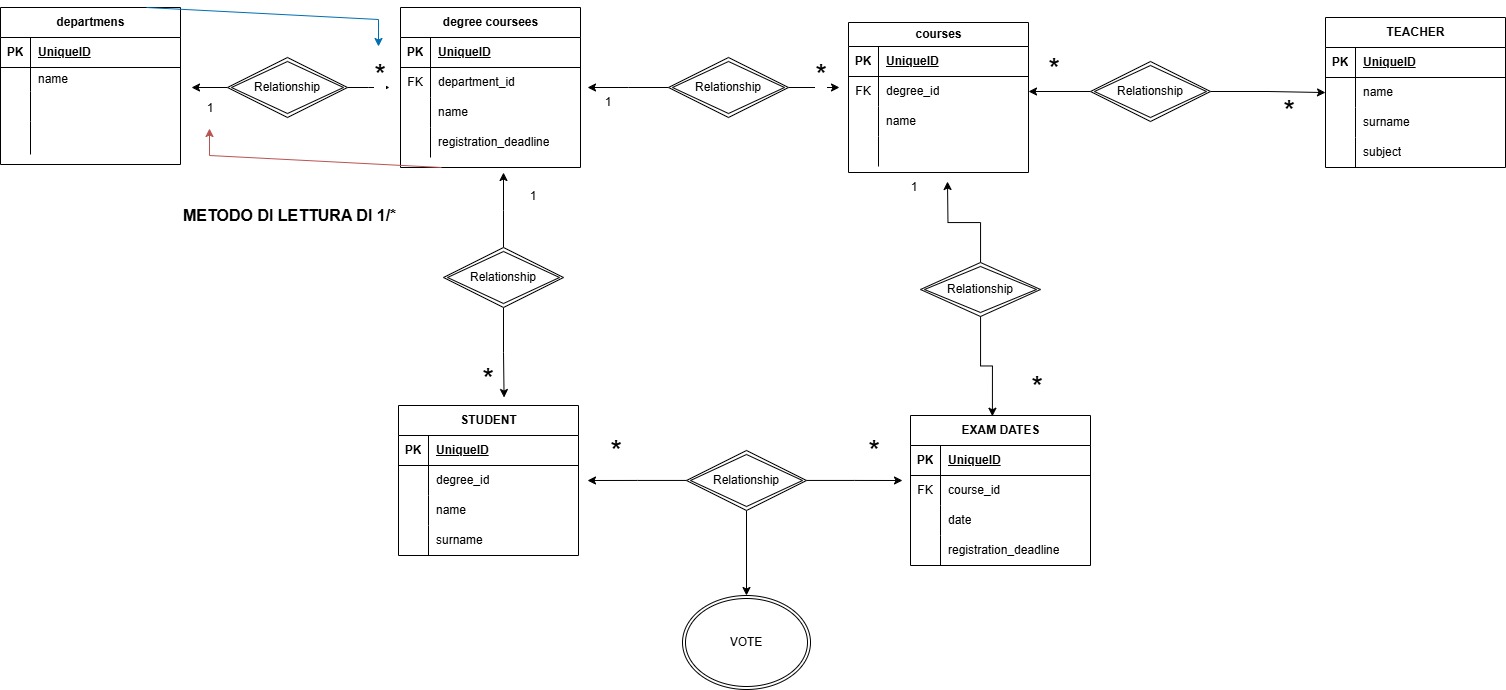 departmens
PK UniqueID
name
Relationship
1
*
METODO DI LETTURA DI 1/*
degree coursees
PK UniqueID
FK department_id
name
registration_deadline
1
Relationship
*
courses
PK UniqueID
FK degree_id
name
*
Relationship
*
TEACHER
PK UniqueID
name
surname
subject
1
Relationship
*
1
Relationship
*
STUDENT
PK UniqueID
degree_id
name
surname
*
Relationship
*
EXAM DATES
PK UniqueID
FK course_id
date
registration_deadline
VOTE